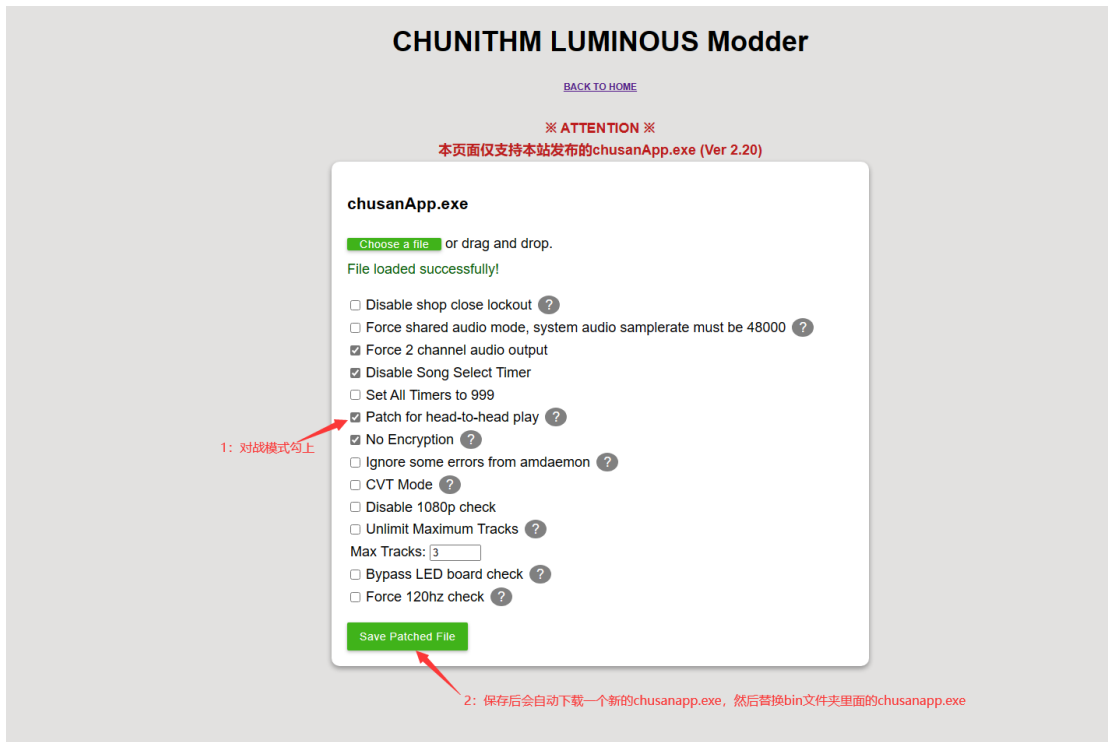 CHUNITHM LUMINOUS Modder
BACK TO HOME
※ ATTENTION ※
本页面仅支持本站发布的chusanApp.exe (Ver 2.20)
chusanApp.exe
Choose a file or drag and drop.
File loaded successfully!
Disable shop close lockout ?
Force shared audio mode, system audio samplerate must be 48000 ?
Force 2 channel audio output
Disable Song Select Timer
Set All Timers to 999
Patch for head-to-head play ?
1：对战模式勾上
No Encryption ?
Ignore some errors from amdaemon ?
CVT Mode ?
Disable 1080p check
Unlimit Maximum Tracks ?
Max Tracks: 3
Bypass LED board check ?
Force 120hz check ?
Save Patched File
2：保存后会自动下载一个新的chusanapp.exe，然后替换bin文件夹里面的chusanapp.exe